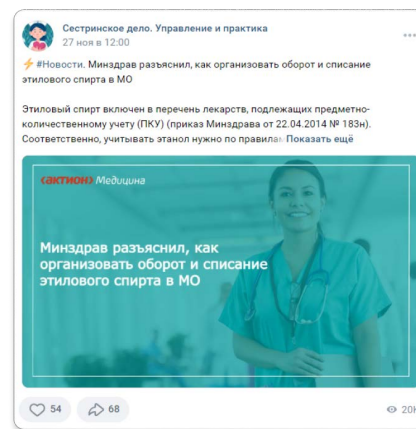 Сестринское дело. Управление и практика
27 ноя в 12:00
⚡ #Новости. Минздрав разъяснил, как организовать оборот и списание
этилового спирта в МО
Этиловый спирт включен в перечень лекарств, подлежащих предметно-
количественному учету (ПКУ) (приказ Минздрава от 22.04.2014 № 183н).
Соответственно, учитывать этанол нужно по правилам Показать ещё
‹АКТИОН› Медицина
Минздрав разъяснил, как
организовать оборот и списание
этилового спирта в МО
54 68 20K